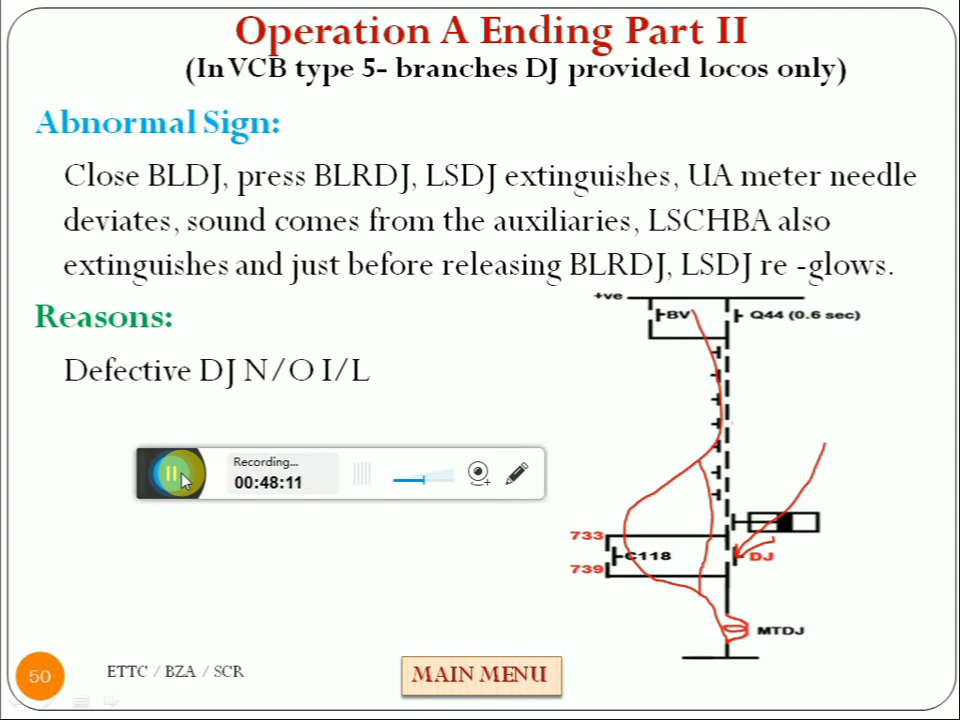 Operation A Ending Part II
(In VCB type 5- branches DJ provided locos only)
Abnormal Sign:
Close BLDJ, press BLRDJ, LSDJ extinguishes, UA meter needle
deviates, sound comes from the auxiliaries, LSCHBA also
extinguishes and just before releasing BLRDJ, LSDJ re -glows.
Reasons:
Defective DJ N/O I/L
+ve
BV
Q44 (0.6 sec)
Recording...
00:48:11
733
C118
DJ
739
MTDJ
50
ETTC / BZA / SCR
MAIN MENU